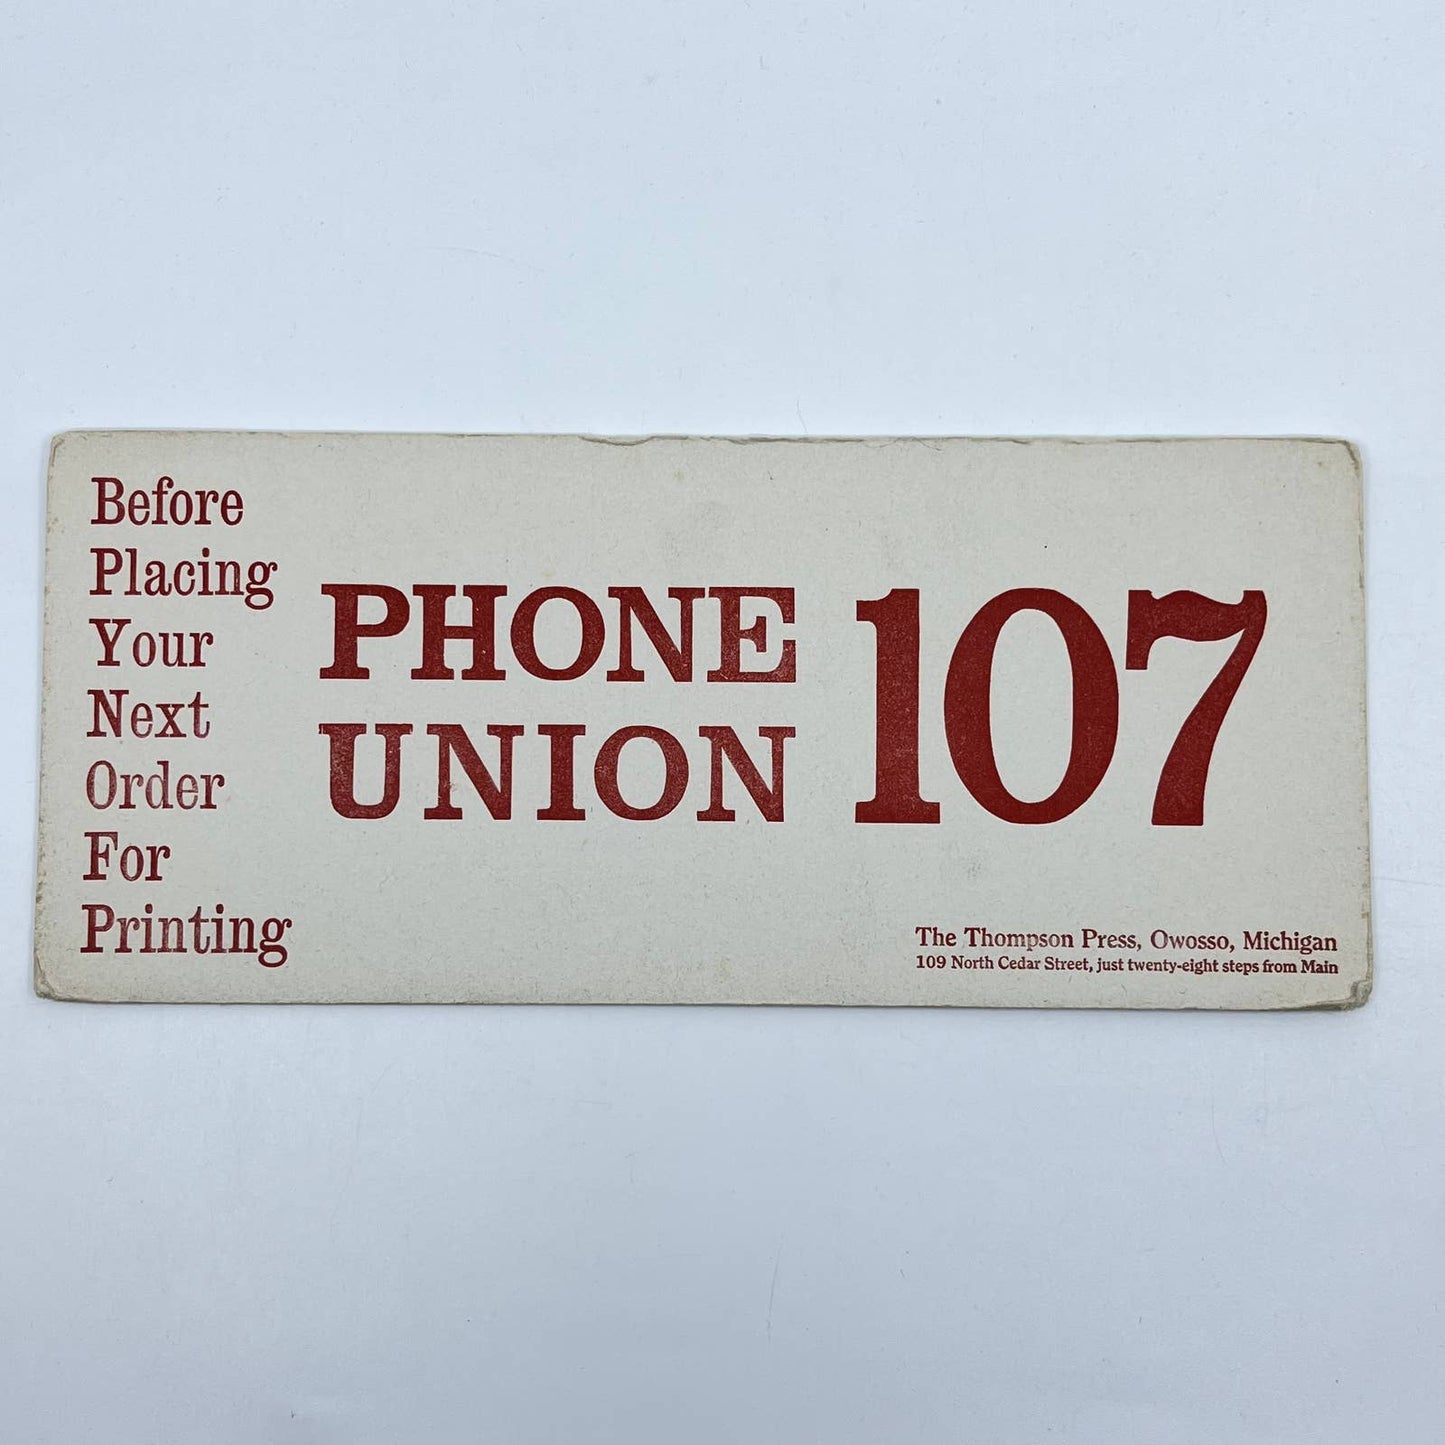 Before
Placing
Your
Next
Order
For
Printing
PHONE
UNION
107
The Thompson Press, Owosso, Michigan
109 North Cedar Street, just twenty-eight steps from Main